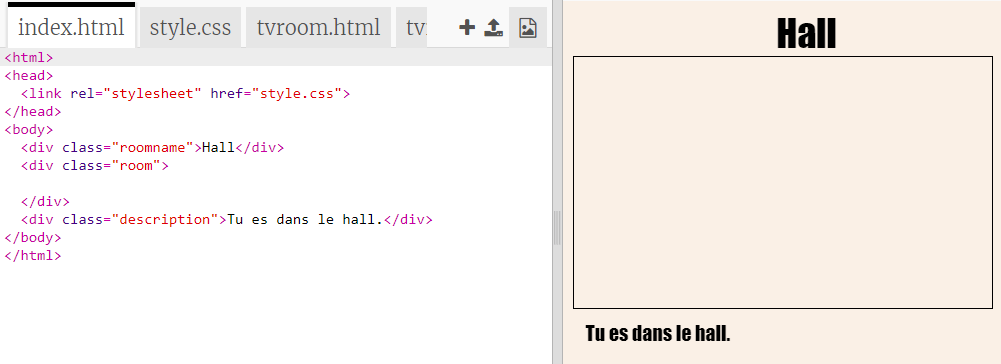 index.html style.css tvroom.html
<html>
<head>
<link rel="stylesheet" href="style.css">
</head>
<body>
<div class="roomname">Hall</div>
<div class="room">
</div>
<div class="description">Tu es dans le hall.</div>
</body>
</html>
Hall
Tu es dans le hall.